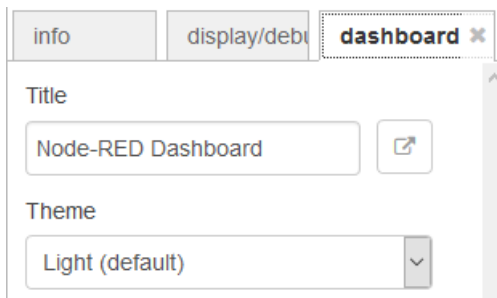 info display/debu dashboard ✖
Title
Node-RED Dashboard
Theme
Light (default)